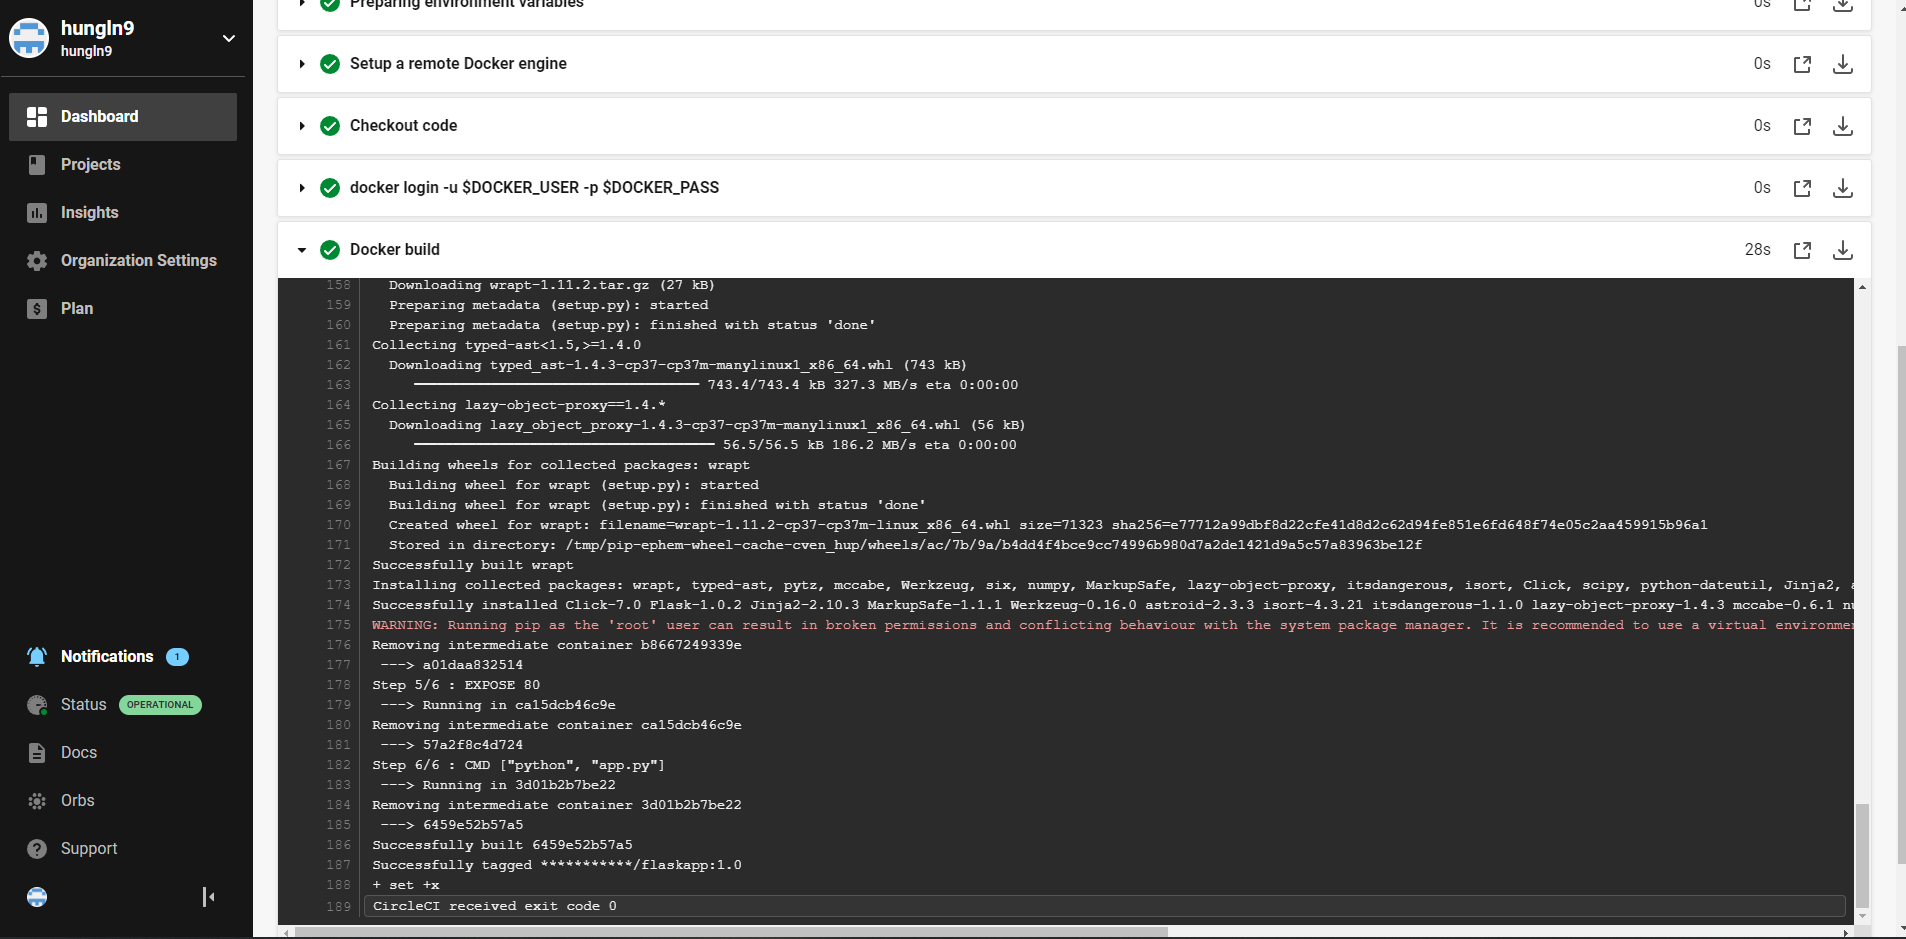 hungln9
hungln9
Dashboard
Projects
Insights
Organization Settings
$ Plan
Notifications 1
Status OPERATIONAL
Docs
Orbs
? Support
Preparing environment variables 0s
Setup a remote Docker engine 0s
Checkout code 0s
docker login -u $DOCKER_USER -p $DOCKER_PASS 0s
Docker build 28s
158 Downloading wrapt-1.11.2.tar.gz (27 kB)
159 Preparing metadata (setup.py): started
160 Preparing metadata (setup.py): finished with status 'done'
161 Collecting typed-ast<1.5,>=1.4.0
162 Downloading typed_ast-1.4.3-cp37-cp37m-manylinux1_x86_64.whl (743 kB)
163 ━━━━━━━━━━━━━━━━━━━━ 743.4/743.4 kB 327.3 MB/s eta 0:00:00
164 Collecting lazy-object-proxy==1.4.*
165 Downloading lazy_object_proxy-1.4.3-cp37-cp37m-manylinux1_x86_64.whl (56 kB)
166 ━━━━━━━━━━━━━━━━━━━━ 56.5/56.5 kB 186.2 MB/s eta 0:00:00
167 Building wheels for collected packages: wrapt
168 Building wheel for wrapt (setup.py): started
169 Building wheel for wrapt (setup.py): finished with status 'done'
170 Created wheel for wrapt: filename=wrapt-1.11.2-cp37-cp37m-linux_x86_64.whl size=71323 sha256=e77712a99dbf8d22cfe41d8d2c62d94fe851e6fd648f74e05c2aa459915b96a1
171 Stored in directory: /tmp/pip-ephem-wheel-cache-cven_hup/wheels/ac/7b/9a/b4dd4f4bce9cc74996b980d7a2de1421d9a5c57a83963be12f
172 Successfully built wrapt
173 Installing collected packages: wrapt, typed-ast, pytz, mccabe, Werkzeug, six, numpy, MarkupSafe, lazy-object-proxy, itsdangerous, isort, Click, scipy, python-dateutil, Jinja2,
174 Successfully installed Click-7.0 Flask-1.0.2 Jinja2-2.10.3 MarkupSafe-1.1.1 Werkzeug-0.16.0 astroid-2.3.3 isort-4.3.21 itsdangerous-1.1.0 lazy-object-proxy-1.4.3 mccabe-0.6.1
175 WARNING: Running pip as the 'root' user can result in broken permissions and conflicting behaviour with the system package manager. It is recommended to use a virtual environme
176 Removing intermediate container b8667249339e
177 ---> a01daa832514
178 Step 5/6 : EXPOSE 80
179 ---> Running in ca15dcb46c9e
180 Removing intermediate container ca15dcb46c9e
181 ---> 57a2f8c4d724
182 Step 6/6 : CMD ["python", "app.py"]
183 ---> Running in 3d01b2b7be22
184 Removing intermediate container 3d01b2b7be22
185 ---> 6459e52b57a5
186 Successfully built 6459e52b57a5
187 Successfully tagged ***********/flaskapp:1.0
188 + set +x
189 CircleCI received exit code 0